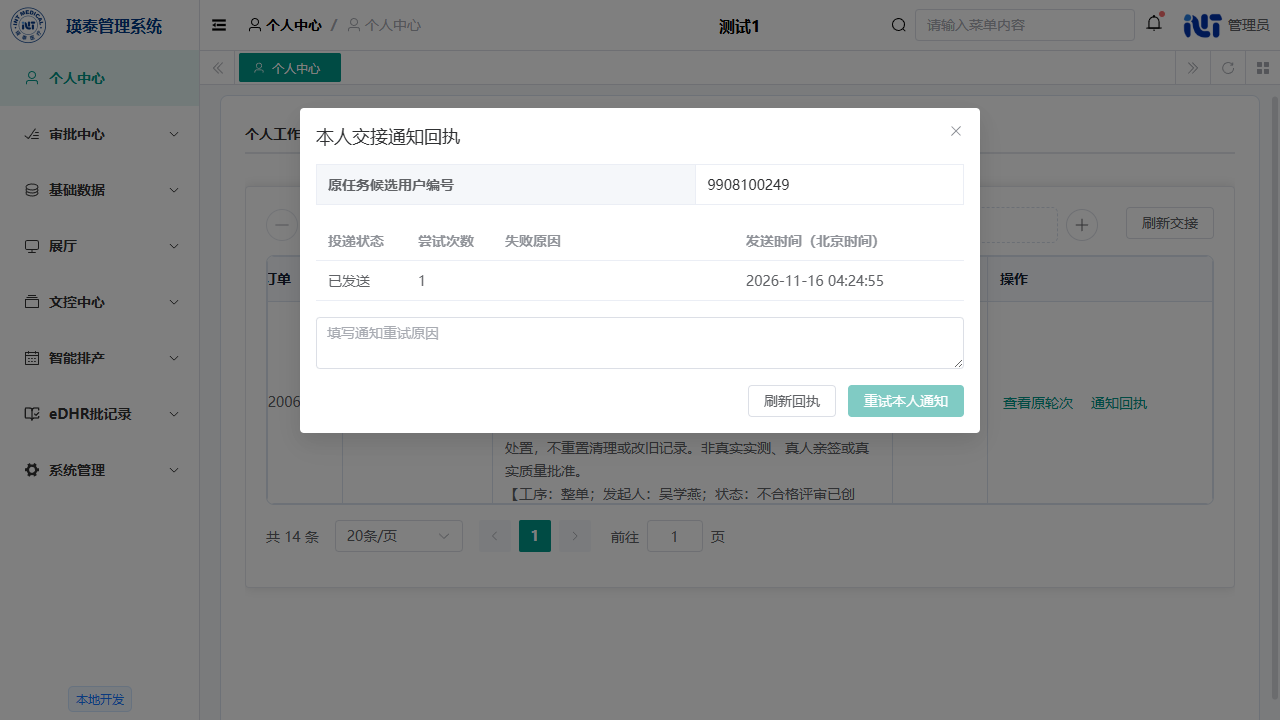 瑛泰管理系统
个人中心 / 个人中心
测试1
请输入菜单内容
管理员
个人中心
个人中心
审批中心
基础数据
展厅
文控中心
智能排产
eDHR批记录
系统管理
本地开发
个人工作
刷新交接
订单
操作
2006
查看原轮次 通知回执
处置，不重置清理或改旧记录。非真实实测、真人亲签或真
实质量批准。
【工序：整单；发起人：吴学燕；状态：不合格评审已创
共 14 条
20条/页
1
前往 1 页
本人交接通知回执
原任务候选用户编号 9908100249
投递状态 尝试次数 失败原因 发送时间（北京时间）
已发送 1 2026-11-16 04:24:55
填写通知重试原因
刷新回执 重试本人通知